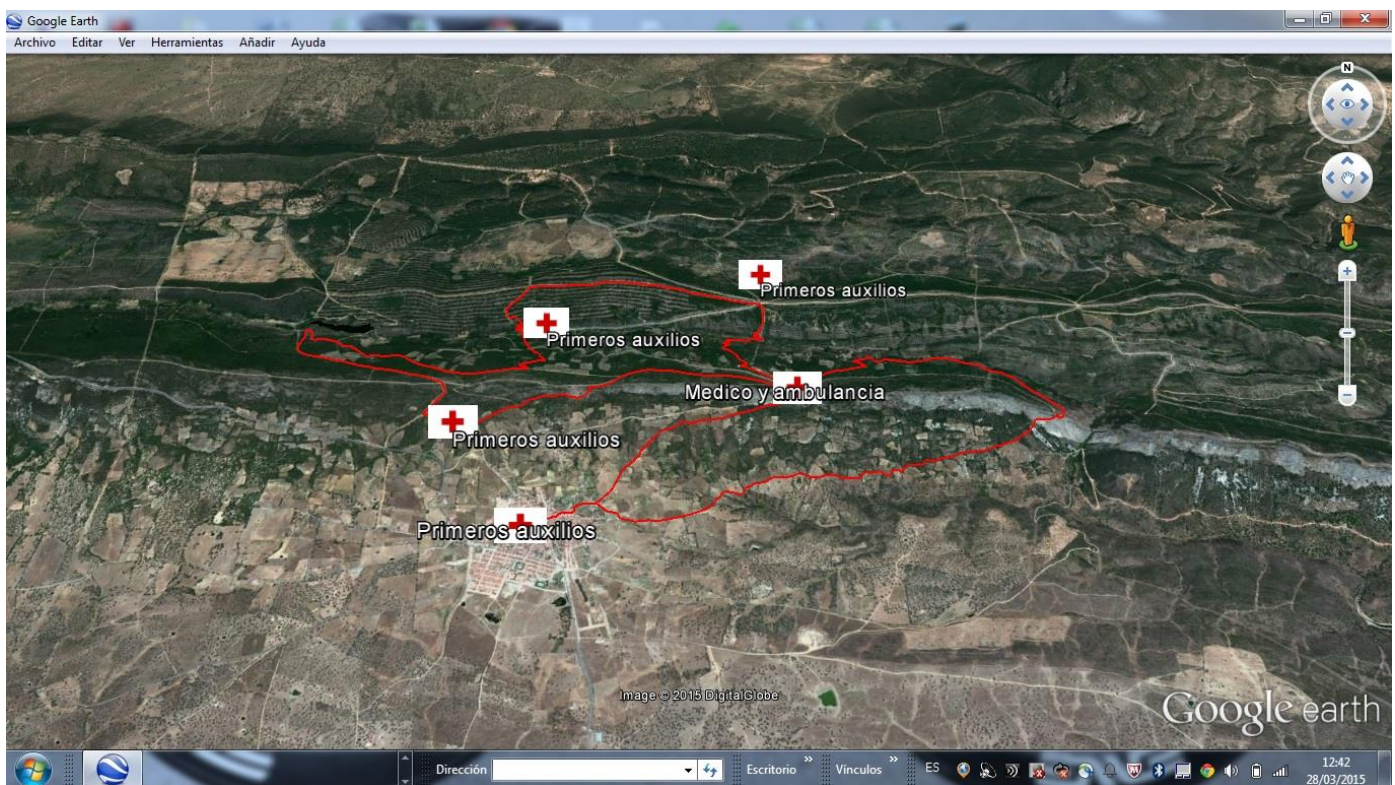 Google Earth
Archivo Editar Ver Herramientas Añadir Ayuda
N
Primeros auxilios
Primeros auxilios
Medico y ambulancia
Primeros auxilios
Primeros auxilios
Image © 2015 DigitalGlobe
Google earth
Dirección Escritorio » Vínculos » ES 12:42
28/03/2015